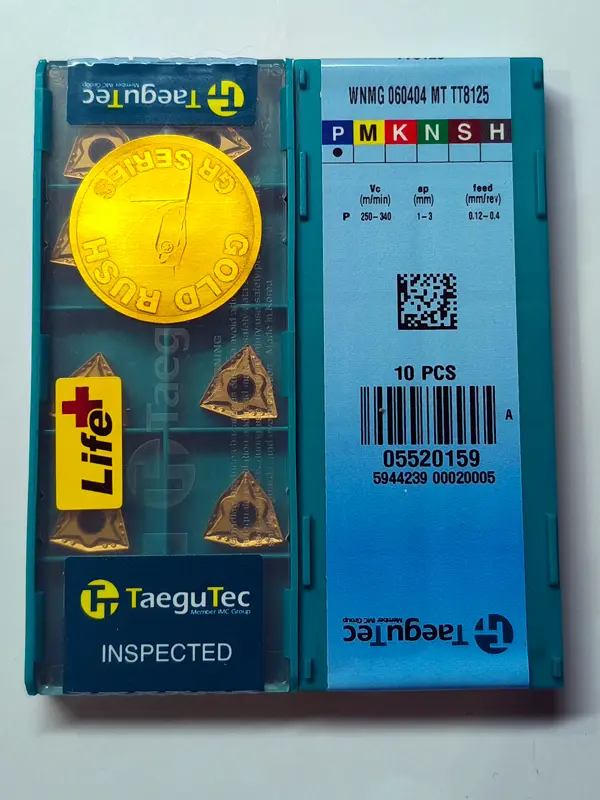 TaeguTec
Member IMC Group
GR SERIES
GOLD RUSH
Life+
TaeguTec
Member IMC Group
INSPECTED
WNMG 060404 MT TT8125
P M K N S H
Vc ap feed
(m/min) (mm) (mm/rev)
P 250-340 1-3 0.12-0.4
10 PCS
A
05520159
5944239 00020005
TaeguTec
Member IMC Group